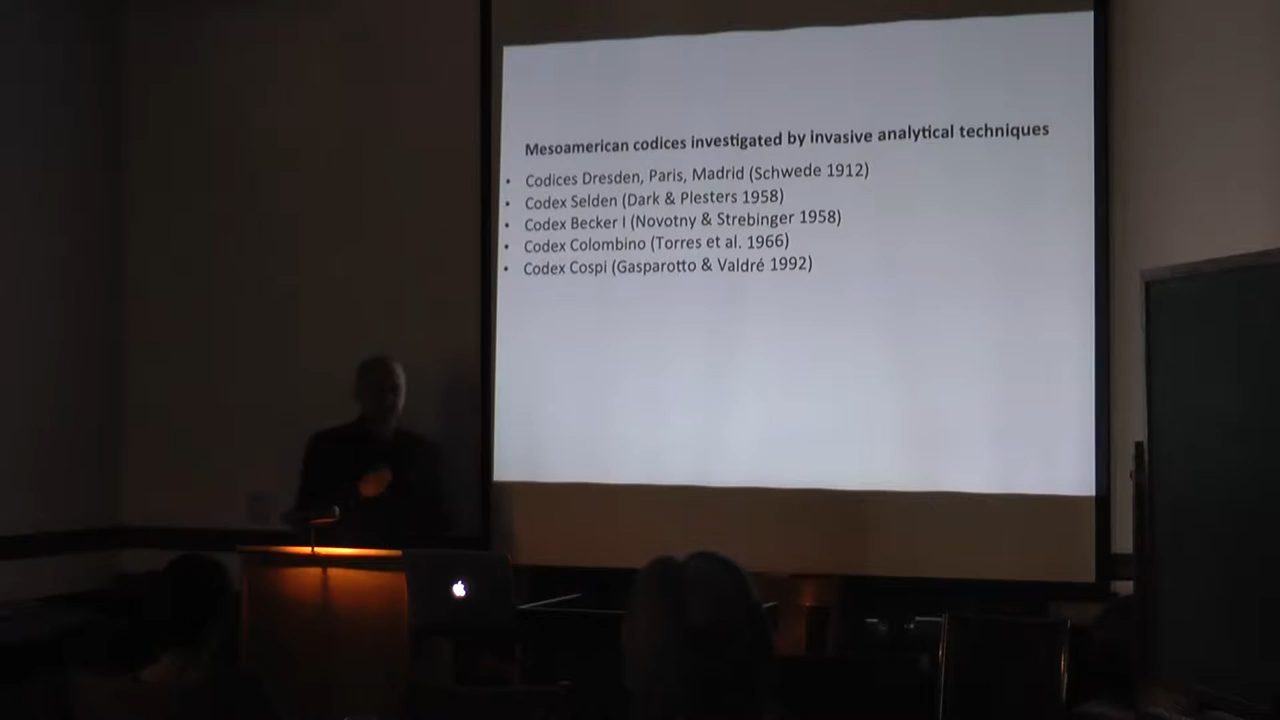 Mesoamerican codices investigated by invasive analytical techniques
• Codices Dresden, Paris, Madrid (Schwede 1912)
• Codex Selden (Dark & Plesters 1958)
• Codex Becker I (Novotny & Strebinger 1958)
• Codex Colombino (Torres et al. 1966)
• Codex Cospi (Gasparotto & Valdré 1992)